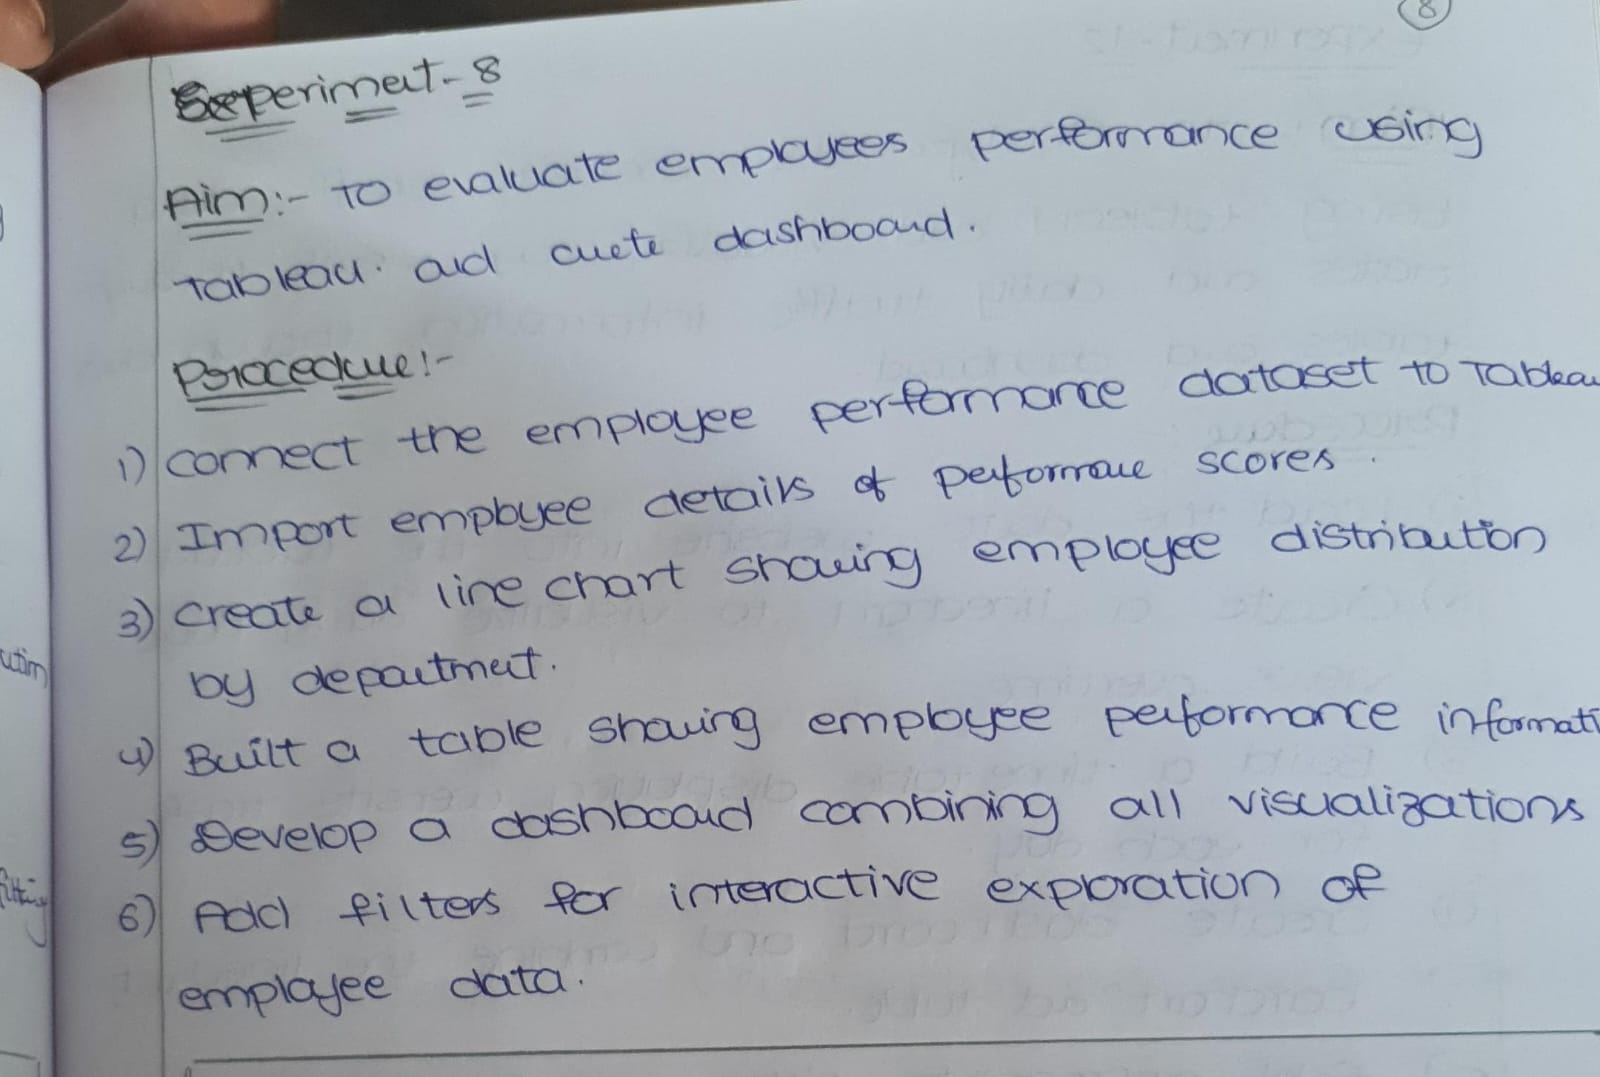 8
Experiment-8
Aim:- To evaluate employees performance using
Tableau. and create dashboard.
Procedure:-
1) Connect the employee performance dataset to Tableau
2) Import employee details of performance scores.
3) Create a line chart showing employee distribution
by department.
4) Built a table showing employee performance informati
5) Develop a dashboard combining all visualizations
6) Add filters for interactive exploration of
employee data.